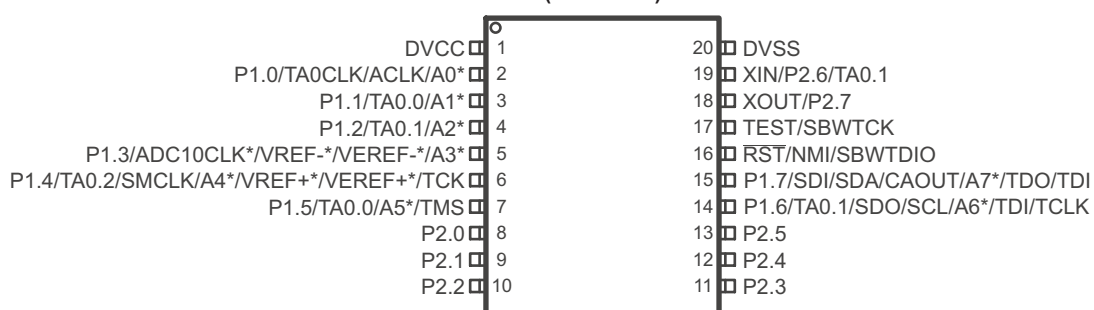 DVCC 1 20 DVSS
P1.0/TA0CLK/ACLK/A0* 2 19 XIN/P2.6/TA0.1
P1.1/TA0.0/A1* 3 18 XOUT/P2.7
P1.2/TA0.1/A2* 4 17 TEST/SBWTCK
P1.3/ADC10CLK*/VREF-*/VEREF-*/A3* 5 16 RST/NMI/SBWTDIO
P1.4/TA0.2/SMCLK/A4*/VREF+*/VEREF+*/TCK 6 15 P1.7/SDI/SDA/CAOUT/A7*/TDO/TDI
P1.5/TA0.0/A5*/TMS 7 14 P1.6/TA0.1/SDO/SCL/A6*/TDI/TCLK
P2.0 8 13 P2.5
P2.1 9 12 P2.4
P2.2 10 11 P2.3